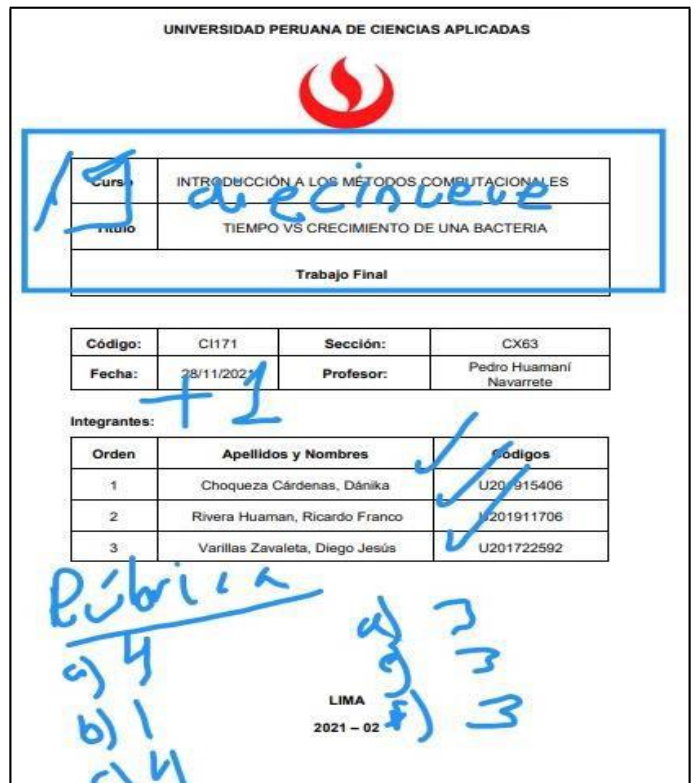 UNIVERSIDAD PERUANA DE CIENCIAS APLICADAS
19 diecinueve
Curso INTRODUCCIÓN A LOS MÉTODOS COMPUTACIONALES
Título TIEMPO VS CRECIMIENTO DE UNA BACTERIA
Trabajo Final
Código: CI171 Sección: CX63
Fecha: 28/11/2021 Profesor: Pedro Huamaní
Navarrete
+1
Integrantes:
Orden Apellidos y Nombres Códigos
1 Choqueza Cárdenas, Dánika U201915406
2 Rivera Huaman, Ricardo Franco U201911706
3 Varillas Zavaleta, Diego Jesús U201722592
Rúbrica
a) 4
b) 1
c) 4
d) 3
3
3
LIMA
2021 – 02